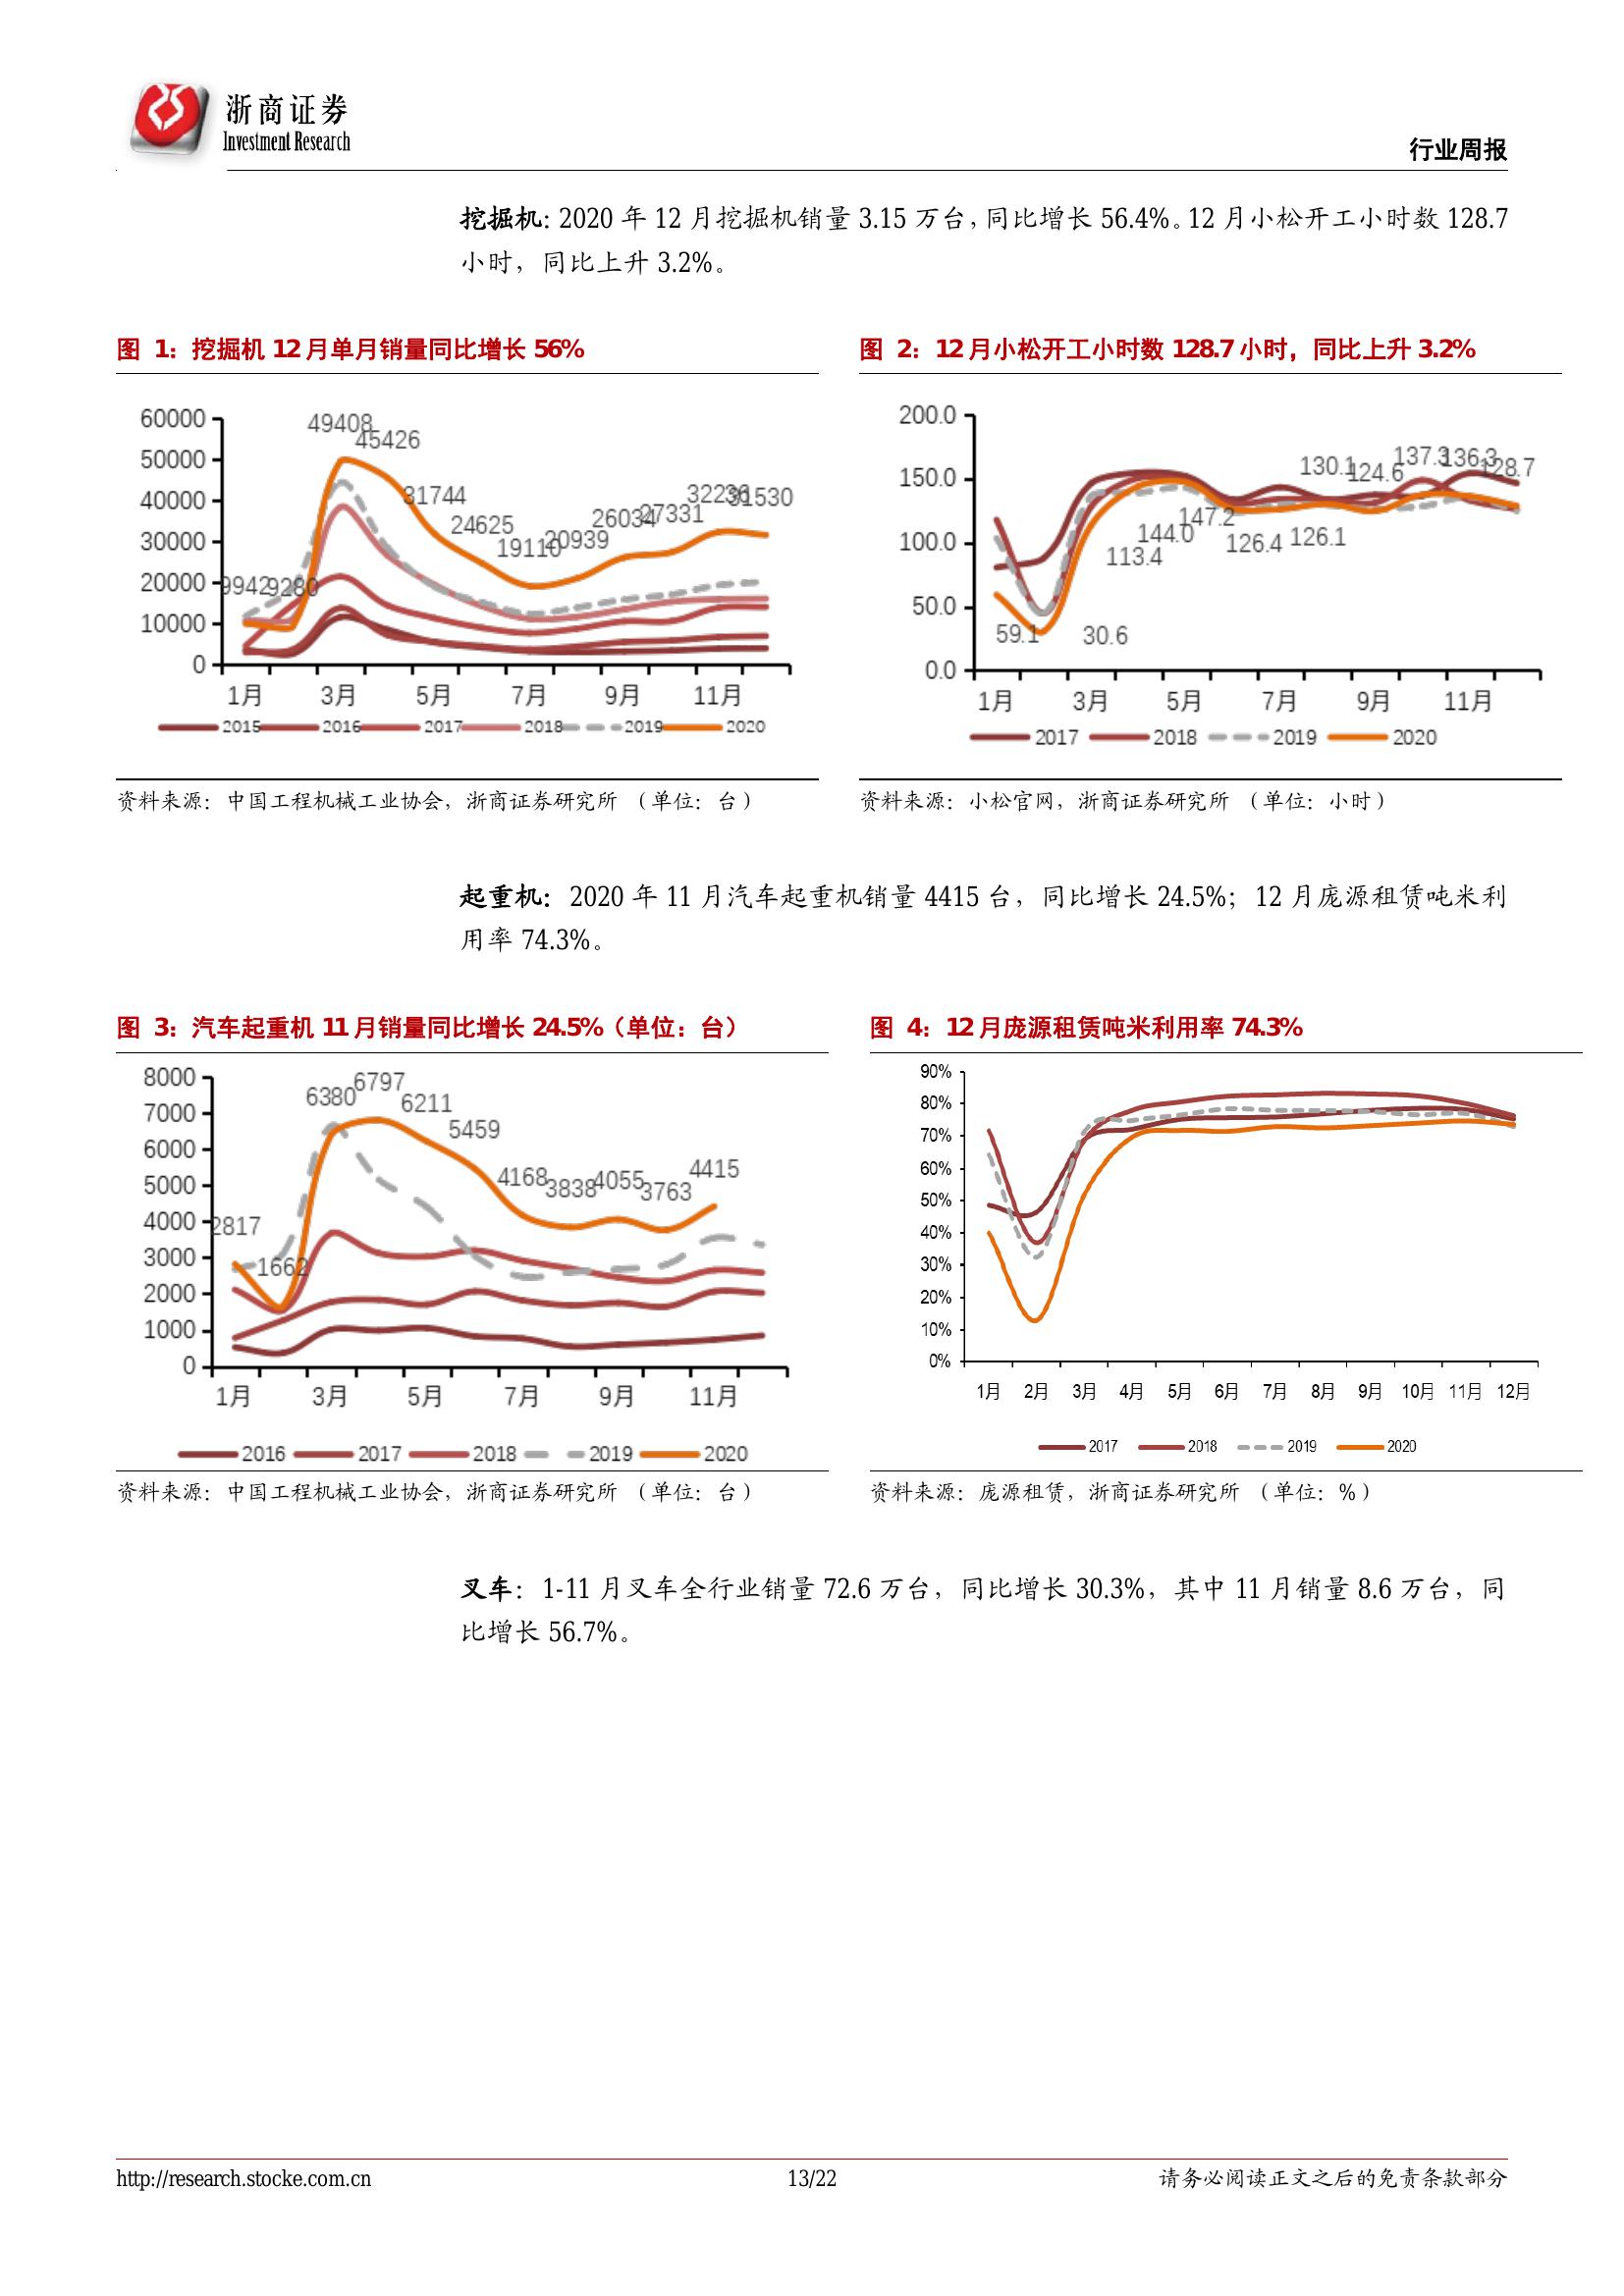 浙商证券
Investment Research
行业周报
挖掘机：2020 年 12 月挖掘机销量 3.15 万台，同比增长 56.4%。12 月小松开工小时数 128.7
小时，同比上升 3.2%。
图 1：挖掘机 12 月单月销量同比增长 56%
60000
50000
40000
30000
20000
10000
0
9942
9280
49408
45426
31744
24625
19110
20939
26034
27331
32236
31530
1月 3月 5月 7月 9月 11月
2015 2016 2017 2018 2019 2020
资料来源：中国工程机械工业协会，浙商证券研究所 （单位：台）
图 2：12 月小松开工小时数 128.7 小时，同比上升 3.2%
200.0
150.0
100.0
50.0
0.0
59.1
30.6
113.4
144.0
147.2
126.4
126.1
130.1
124.6
137.3
136.3
128.7
1月 3月 5月 7月 9月 11月
2017 2018 2019 2020
资料来源：小松官网，浙商证券研究所 （单位：小时）
起重机：2020 年 11 月汽车起重机销量 4415 台，同比增长 24.5%；12 月庞源租赁吨米利
用率 74.3%。
图 3：汽车起重机 11 月销量同比增长 24.5%（单位：台）
8000
7000
6000
5000
4000
3000
2000
1000
0
2817
1662
6380
6797
6211
5459
4168
3838
4055
3763
4415
1月 3月 5月 7月 9月 11月
2016 2017 2018 2019 2020
资料来源：中国工程机械工业协会，浙商证券研究所 （单位：台）
图 4：12 月庞源租赁吨米利用率 74.3%
90%
80%
70%
60%
50%
40%
30%
20%
10%
0%
1月 2月 3月 4月 5月 6月 7月 8月 9月 10月 11月 12月
2017 2018 2019 2020
资料来源：庞源租赁，浙商证券研究所 （单位：%）
叉车：1-11 月叉车全行业销量 72.6 万台，同比增长 30.3%，其中 11 月销量 8.6 万台，同
比增长 56.7%。
http://research.stocke.com.cn 13/22 请务必阅读正文之后的免责条款部分